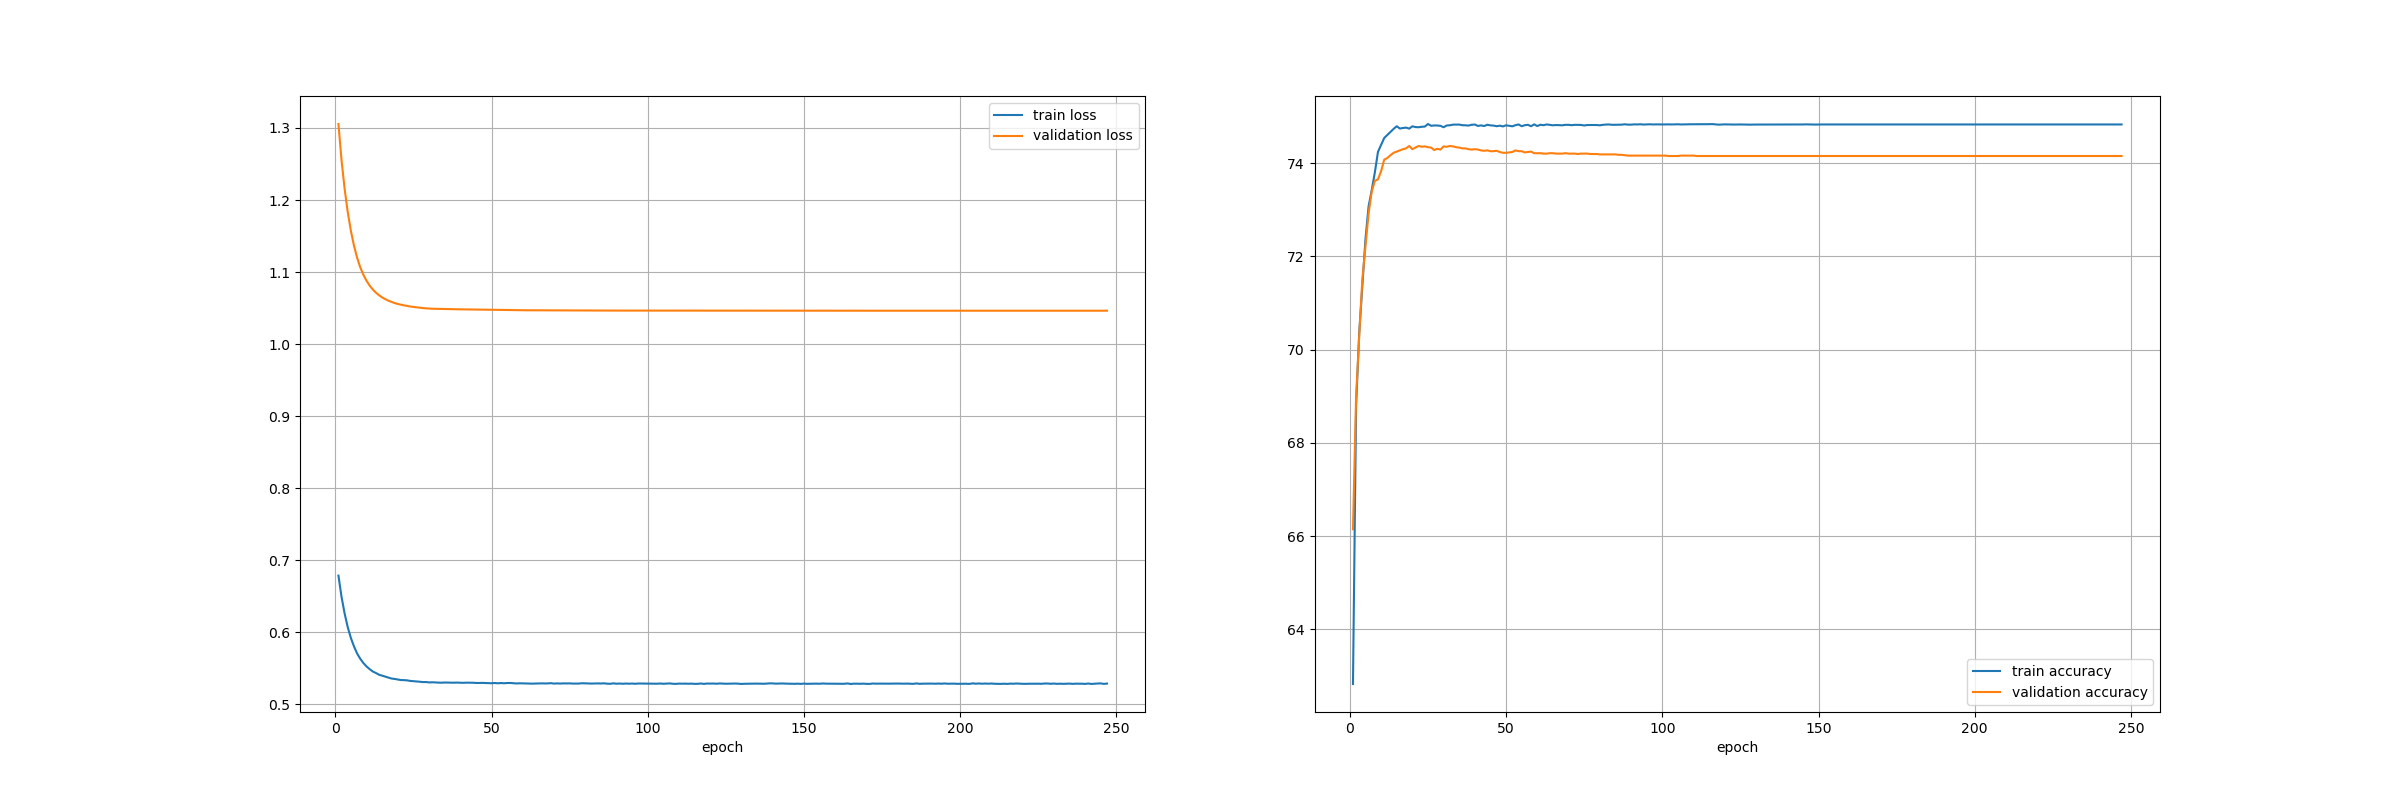 train loss
validation loss
1.3
1.2
1.1
1.0
0.9
0.8
0.7
0.6
0.5
0 50 100 150 200 250
epoch
74
72
70
68
66
64
train accuracy
validation accuracy
0 50 100 150 200 250
epoch